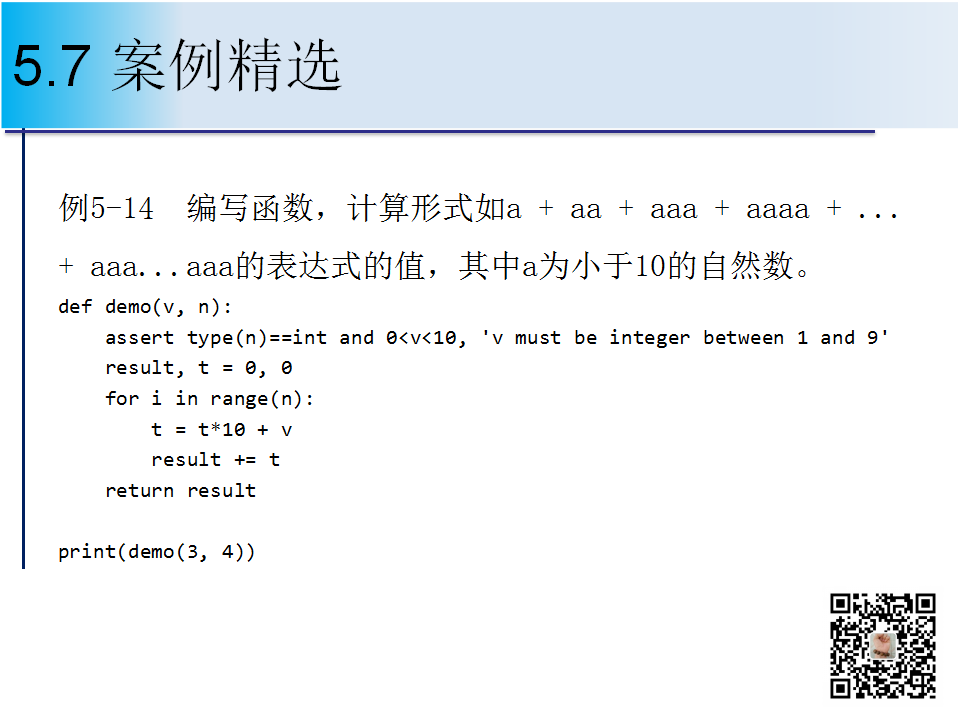 5.7 案例精选
例5-14 编写函数，计算形式如a + aa + aaa + aaaa + ...
+ aaa...aaa的表达式的值，其中a为小于10的自然数。
def demo(v, n):
    assert type(n)==int and 0<v<10, 'v must be integer between 1 and 9'
    result, t = 0, 0
    for i in range(n):
        t = t*10 + v
        result += t
    return result
print(demo(3, 4))